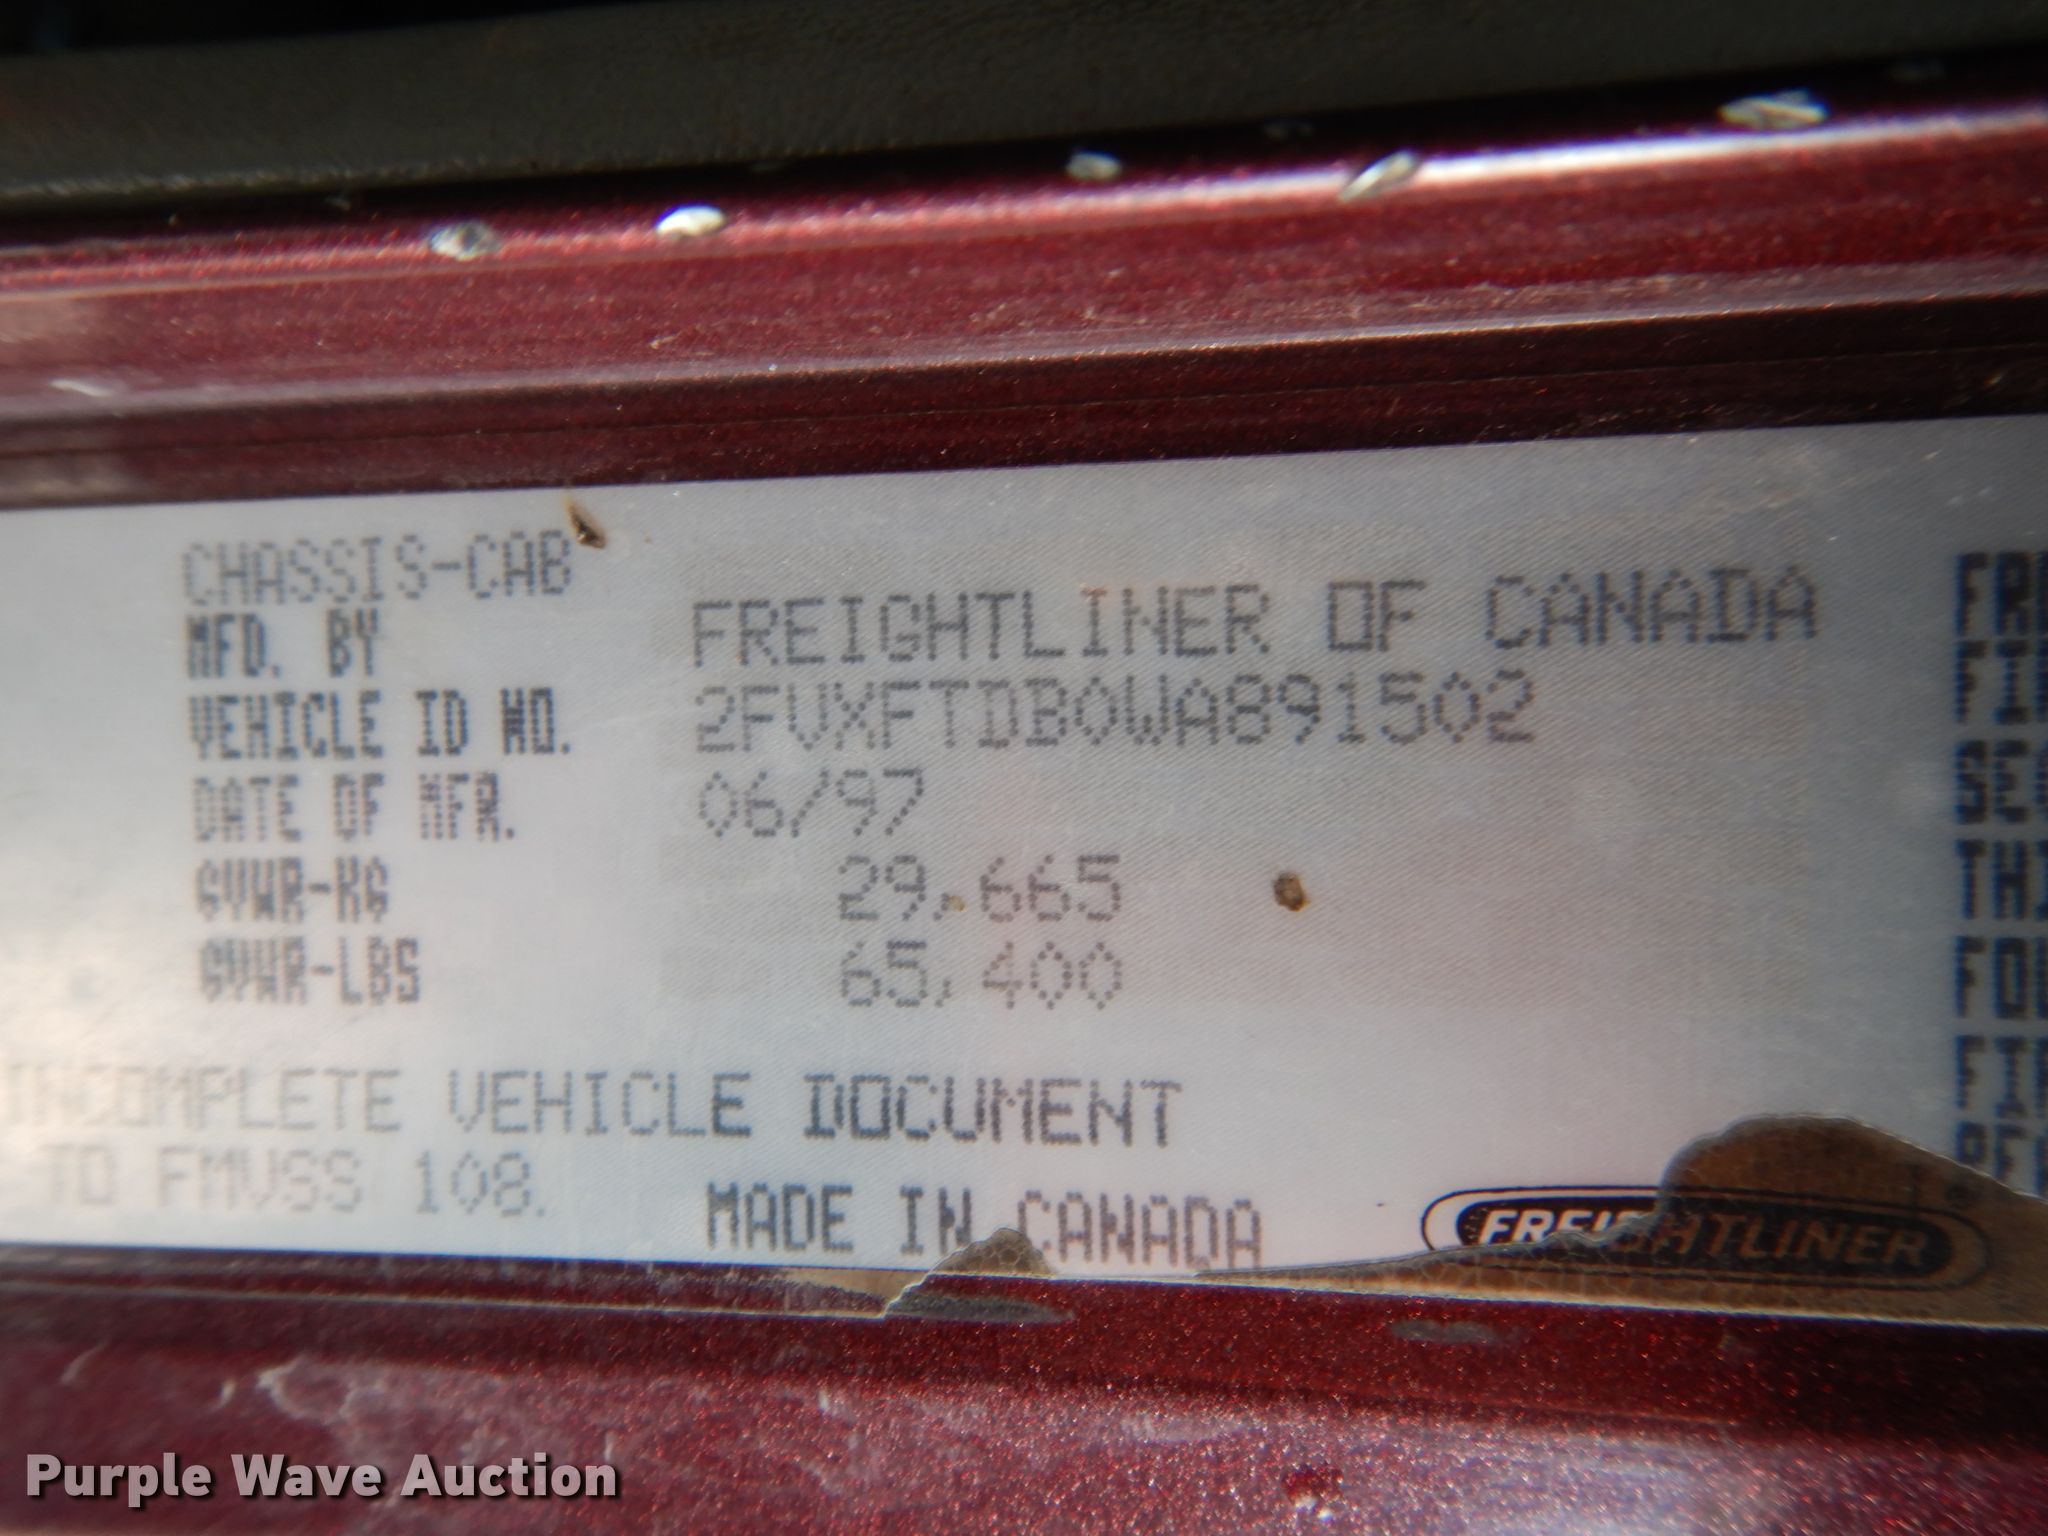 CHASSIS-CAB
MFD. BY FREIGHTLINER OF CANADA
VEHICLE ID NO. 2FVXFTDB0WA891502
DATE OF MFR. 06/97
GVWR-KG 29,665
GVWR-LBS 65,400
INCOMPLETE VEHICLE DOCUMENT
TO FMVSS 108.
MADE IN CANADA
FREIGHTLINER
Purple Wave Auction